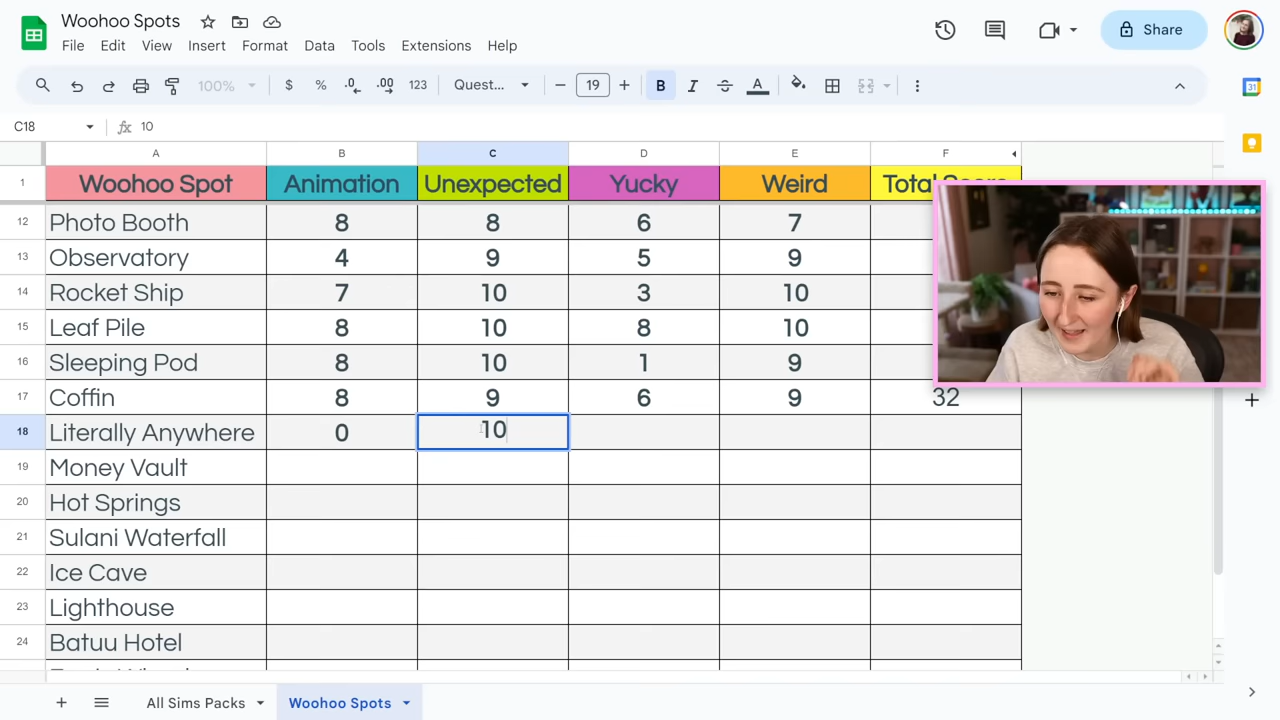 Woohoo Spots
File Edit View Insert Format Data Tools Extensions Help
Share
100% $ % .0 .00 123 Quest... 19 B I A
31
C18 fx 10
A B C D E F
1 Woohoo Spot Animation Unexpected Yucky Weird Total Score
12 Photo Booth 8 8 6 7
13 Observatory 4 9 5 9
14 Rocket Ship 7 10 3 10
15 Leaf Pile 8 10 8 10
16 Sleeping Pod 8 10 1 9
17 Coffin 8 9 6 9 32
18 Literally Anywhere 0 10
19 Money Vault
20 Hot Springs
21 Sulani Waterfall
22 Ice Cave
23 Lighthouse
24 Batuu Hotel
All Sims Packs Woohoo Spots